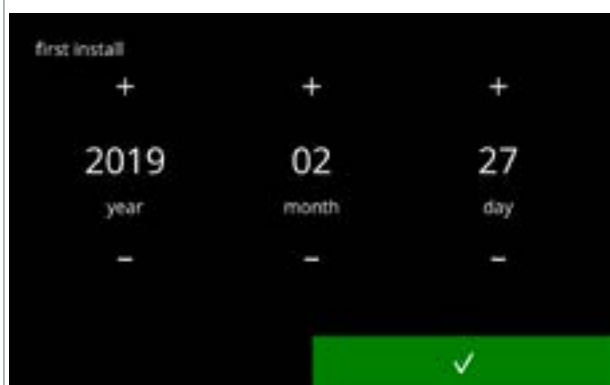 first install
+ + +
2019 02 27
year month day
- - -
✓